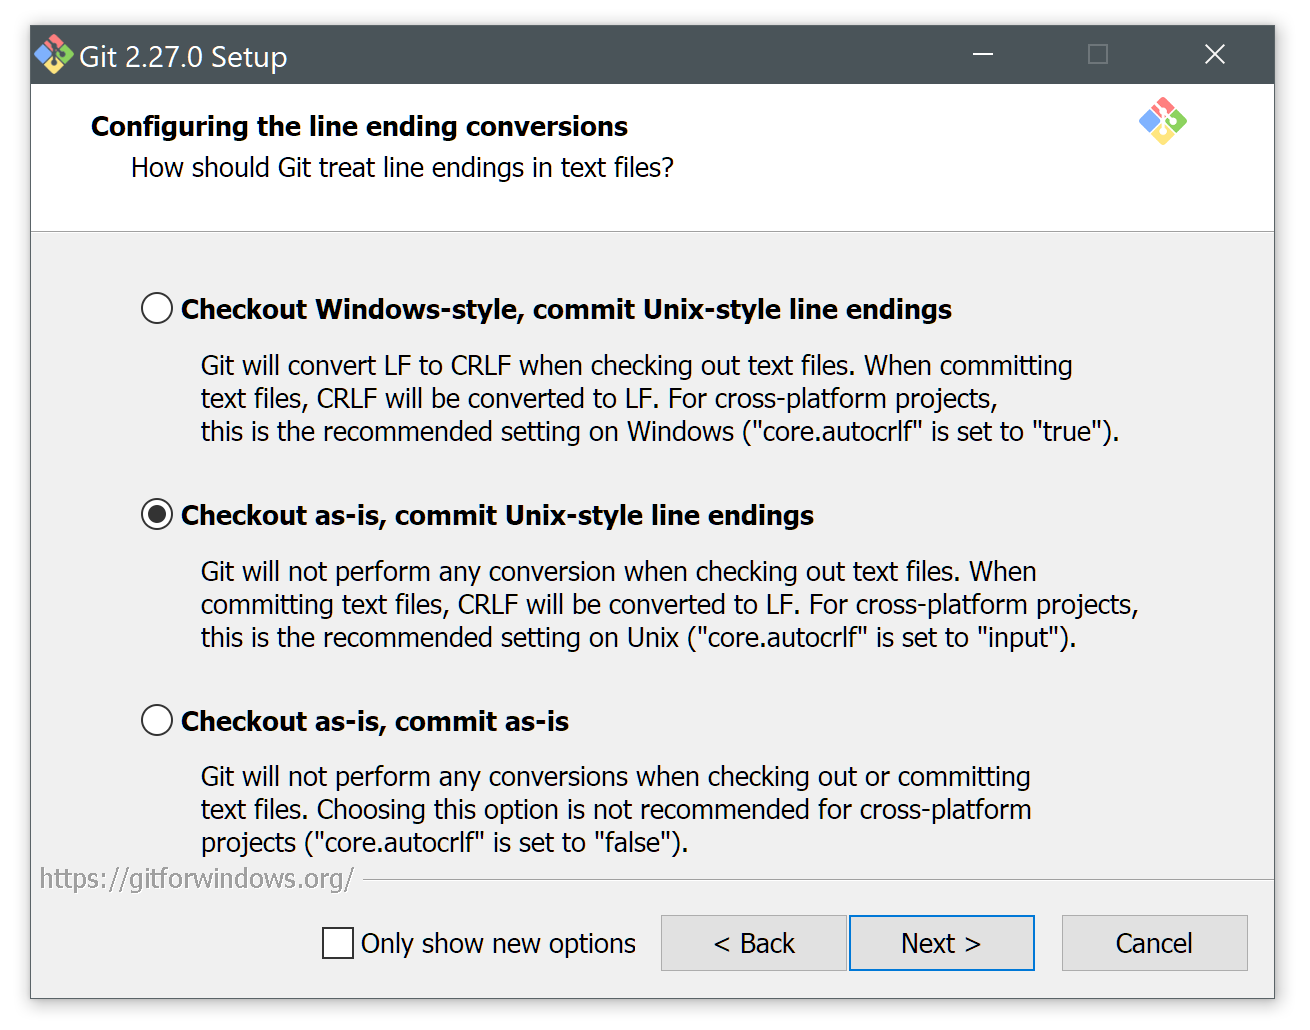 Git 2.27.0 Setup
Configuring the line ending conversions
How should Git treat line endings in text files?
Checkout Windows-style, commit Unix-style line endings
Git will convert LF to CRLF when checking out text files. When committing
text files, CRLF will be converted to LF. For cross-platform projects,
this is the recommended setting on Windows ("core.autocrlf" is set to "true").
Checkout as-is, commit Unix-style line endings
Git will not perform any conversion when checking out text files. When
committing text files, CRLF will be converted to LF. For cross-platform projects,
this is the recommended setting on Unix ("core.autocrlf" is set to "input").
Checkout as-is, commit as-is
Git will not perform any conversions when checking out or committing
text files. Choosing this option is not recommended for cross-platform
projects ("core.autocrlf" is set to "false").
https://gitforwindows.org/
Only show new options
< Back
Next >
Cancel